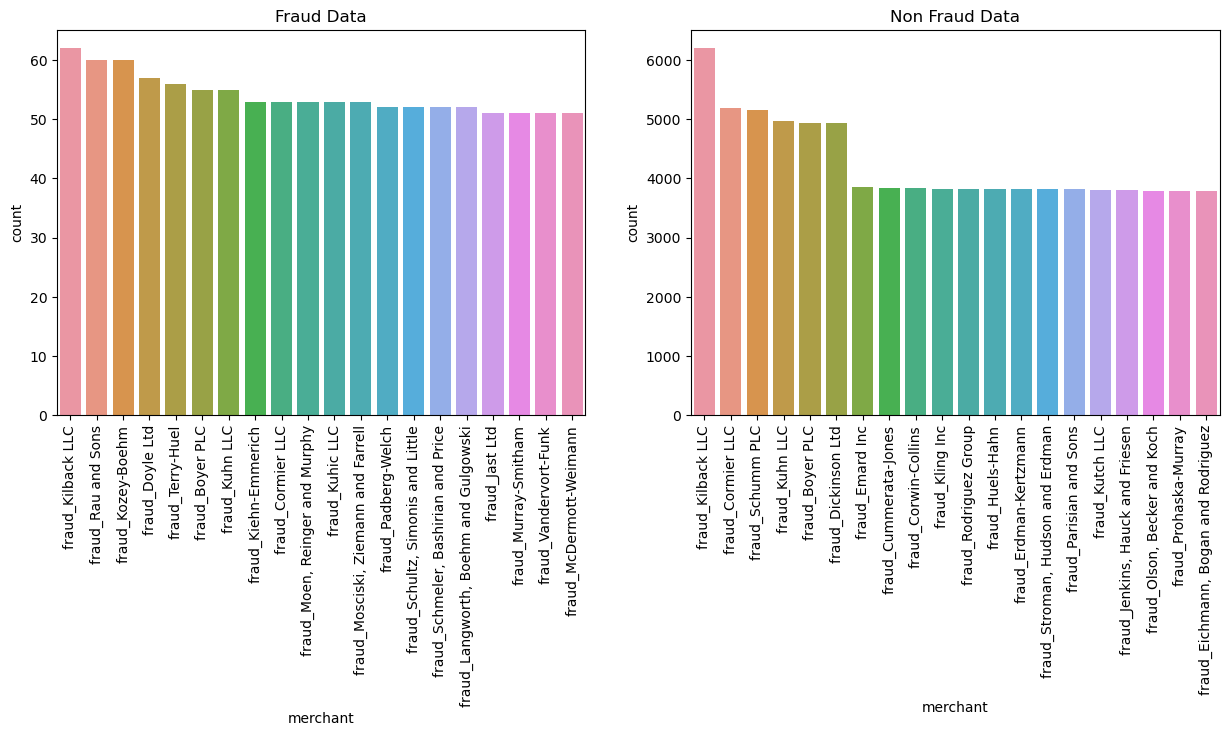 Fraud Data
60
50
40
30
20
10
0
count
fraud_Kilback LLC
fraud_Rau and Sons
fraud_Kozey-Boehm
fraud_Doyle Ltd
fraud_Terry-Huel
fraud_Boyer PLC
fraud_Kuhn LLC
fraud_Kiehn-Emmerich
fraud_Cormier LLC
fraud_Moen, Reinger and Murphy
fraud_Kuhic LLC
fraud_Mosciski, Ziemann and Farrell
fraud_Padberg-Welch
fraud_Schultz, Simonis and Little
fraud_Schmeler, Bashirian and Price
fraud_Langworth, Boehm and Gulgowski
fraud_Jast Ltd
fraud_Murray-Smitham
fraud_Vandervort-Funk
fraud_McDermott-Weimann
merchant
Non Fraud Data
6000
5000
4000
3000
2000
1000
0
count
fraud_Kilback LLC
fraud_Cormier LLC
fraud_Schumm PLC
fraud_Kuhn LLC
fraud_Boyer PLC
fraud_Dickinson Ltd
fraud_Emard Inc
fraud_Cummerata-Jones
fraud_Corwin-Collins
fraud_Kling Inc
fraud_Rodriguez Group
fraud_Huels-Hahn
fraud_Erdman-Kertzmann
fraud_Stroman, Hudson and Erdman
fraud_Parisian and Sons
fraud_Kutch LLC
fraud_Jenkins, Hauck and Friesen
fraud_Olson, Becker and Koch
fraud_Prohaska-Murray
fraud_Eichmann, Bogan and Rodriguez
merchant